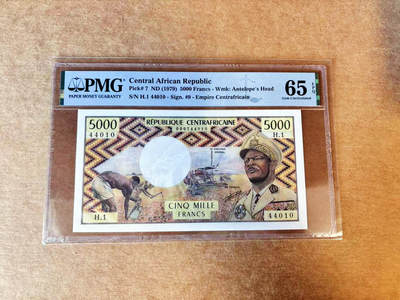 PMG
PAPER MONEY GUARANTY
Central African Republic
Pick# 7 ND (1979) 5000 Francs - Wmk: Antelope's Head
S/N H.1 44010 - Sign. #9 - Empire Centrafricain
65 EPQ
5000
44010
RÉPUBLIQUE CENTRAFRICAINE
5000
H.1
H.1
CINQ MILLE
FRANCS
44010